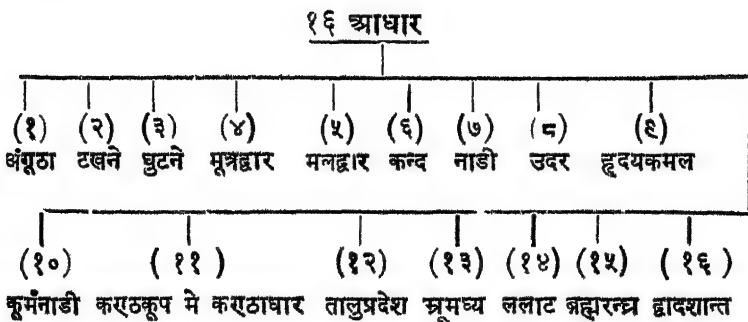 १६ आधार
(१) (२) (३) (४) (५) (६) (७) (८) (९)
अंगूठा टखने घुटने मूत्रद्वार मलद्वार कन्द नाडी उदर हृदयकमल
(१०) (११) (१२) (१३) (१४) (१५) (१६)
कूर्मनाडी कण्ठकूप मे कण्ठाधार तालुप्रदेश भ्रूमध्य ललाट ब्रह्मरन्ध्र द्वादशान्त